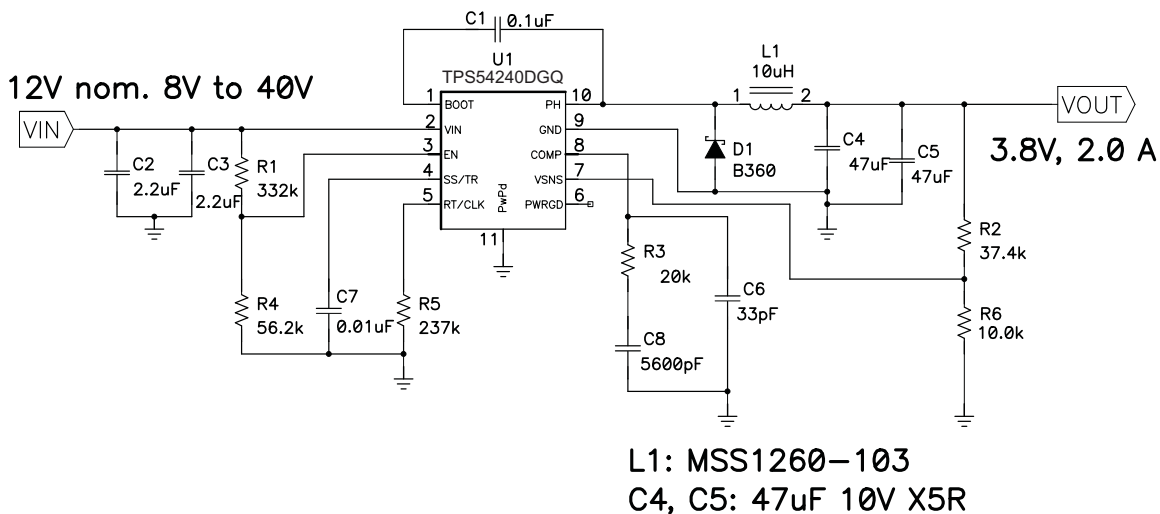 C1
0.1uF
U1
TPS54240DGQ
L1
10uH
12V nom. 8V to 40V
VIN
1
BOOT
PH
10
2
VIN
GND
9
3
EN
COMP
8
4
SS/TR
VSNS
7
5
RT/CLK
PWRGD
6
PwPd
11
1
2
VOUT
3.8V, 2.0 A
C2
2.2uF
C3
2.2uF
R1
332k
D1
B360
C4
47uF
C5
47uF
R2
37.4k
R3
20k
C6
33pF
R4
56.2k
C7
0.01uF
R5
237k
R6
10.0k
C8
5600pF
L1: MSS1260-103
C4, C5: 47uF 10V X5R